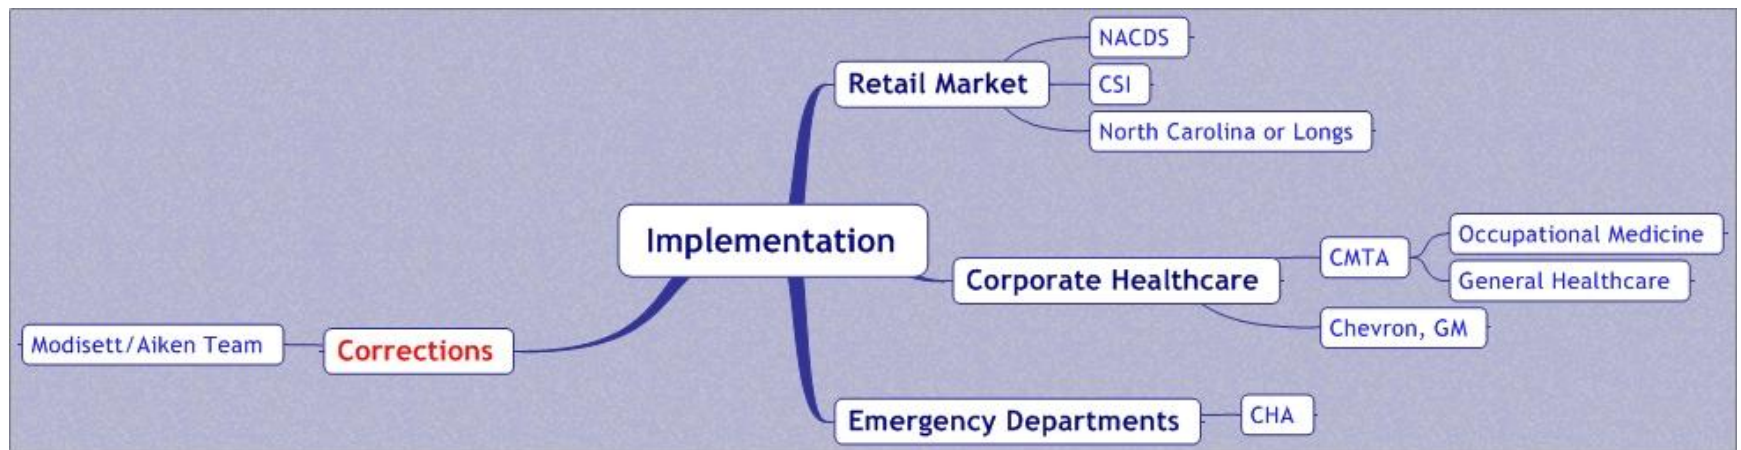 NACDS
Retail Market
CSI
North Carolina or Longs
Implementation
Occupational Medicine
CMTA
General Healthcare
Corporate Healthcare
Chevron, GM
Modisett/Aiken Team
Corrections
Emergency Departments
CHA